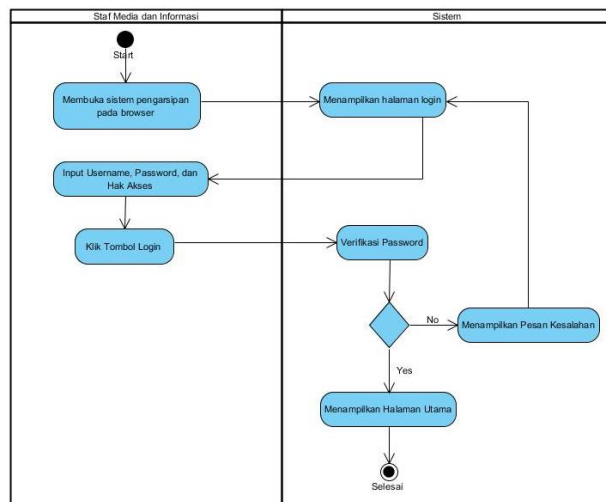 Staf Media dan Informasi
Sistem
Start
Membuka sistem pengarsipan
pada browser
Menampilkan halaman login
Input Username, Password, dan
Hak Akses
Klik Tombol Login
Verifikasi Password
No
Menampilkan Pesan Kesalahan
Yes
Menampilkan Halaman Utama
Selesai